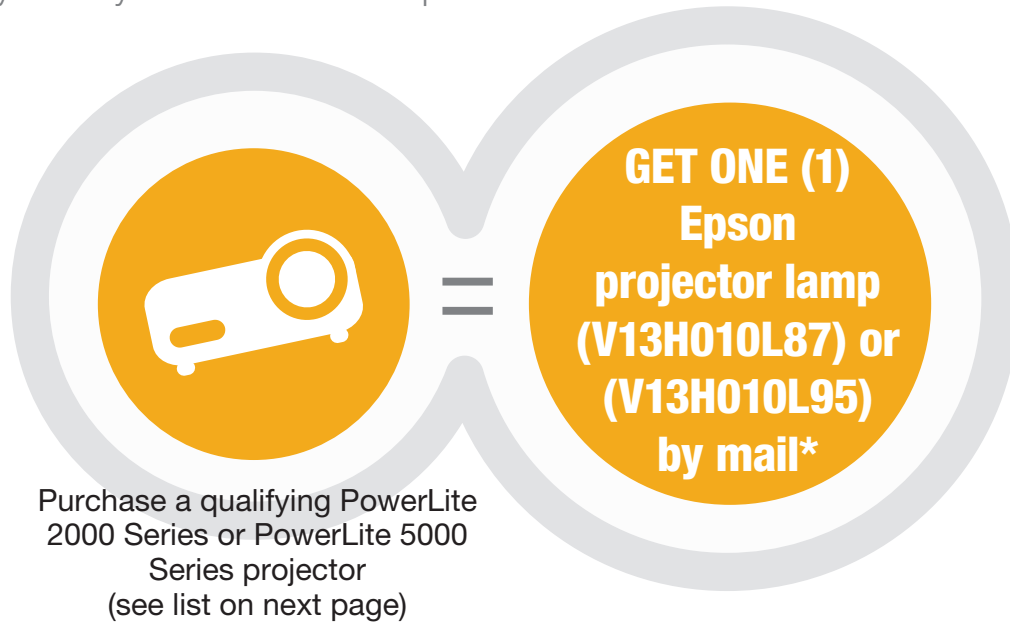 =
GET ONE (1)
Epson
projector lamp
(V13H010L87) or
(V13H010L95)
by mail*
Purchase a qualifying PowerLite
2000 Series or PowerLite 5000
Series projector
(see list on next page)